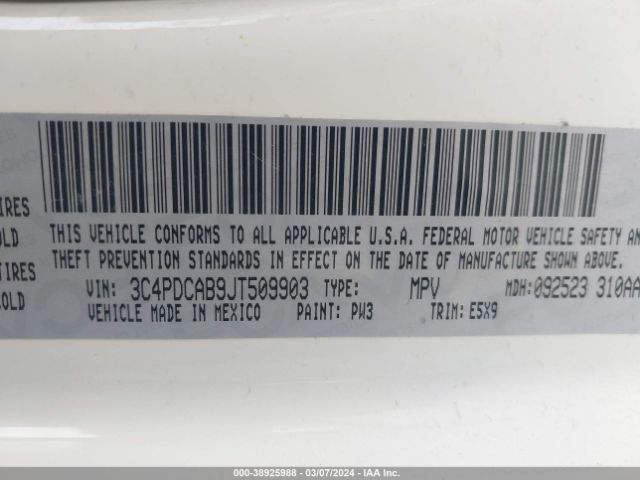 IRES
OLD
TIRES
COLD
THIS VEHICLE CONFORMS TO ALL APPLICABLE U.S.A. FEDERAL MOTOR VEHICLE SAFETY AN
THEFT PREVENTION STANDARDS IN EFFECT ON THE DATE OF MANUFACTURE SHOWN ABOVE.
VIN: 3C4PDCAB9JT509903 TYPE: MPV MDH:092523 310AA
VEHICLE MADE IN MEXICO PAINT: PW3 TRIM: E5X9
© 000-38925988 - 03/07/2024 - IAA Inc.